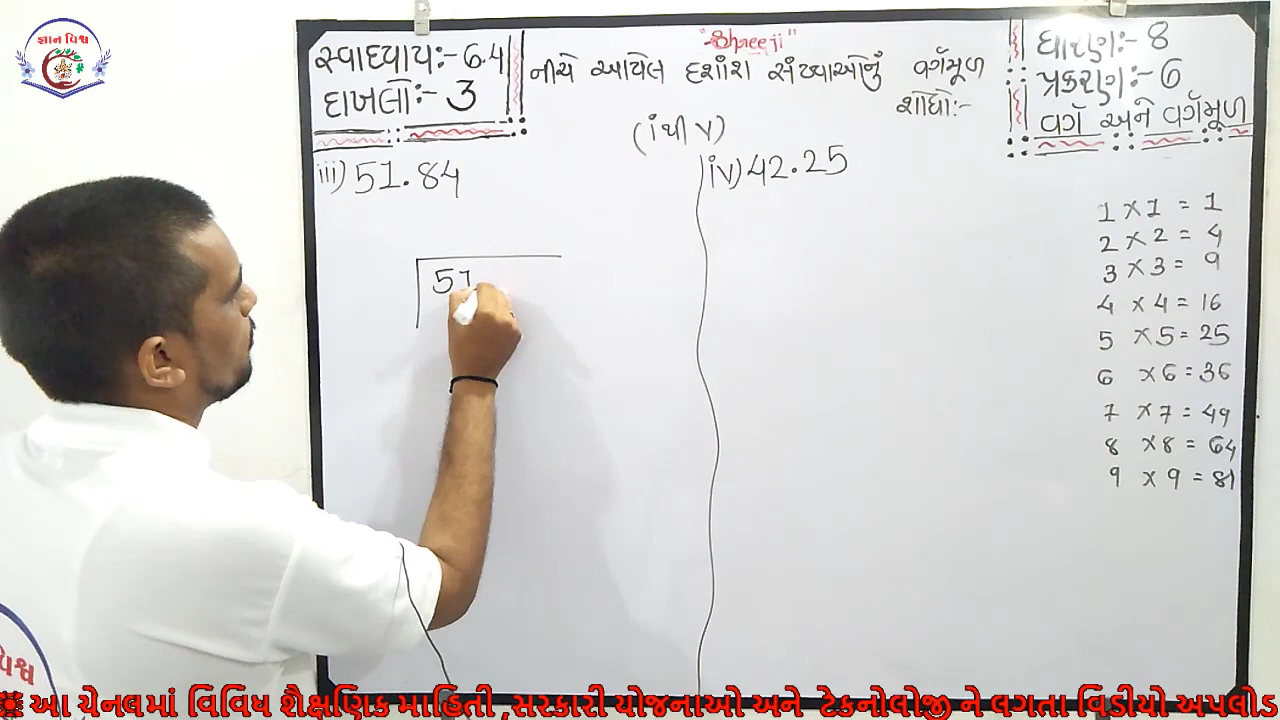 જ્ઞાન વિશ્વ
સ્વાધ્યાય:- 6.4
દાખલો:- 3
"Shreeji"
નીચે આપેલ દશાંશ સંખ્યાઓનું વર્ગમૂળ
શોધો:-
(i થી v)
ધોરણ:- 8
પ્રકરણ:- 6
વર્ગ અને વર્ગમૂળ
iii) 51.84
51
iv) 42.25
1 × 1 = 1
2 × 2 = 4
3 × 3 = 9
4 × 4 = 16
5 × 5 = 25
6 × 6 = 36
7 × 7 = 49
8 × 8 = 64
9 × 9 = 81
આ ચેનલમાં વિવિધ શૈક્ષણિક માહિતી ,સરકારી યોજનાઓ અને ટેકનોલોજી ને લગતા વિડીયો અપલોડ